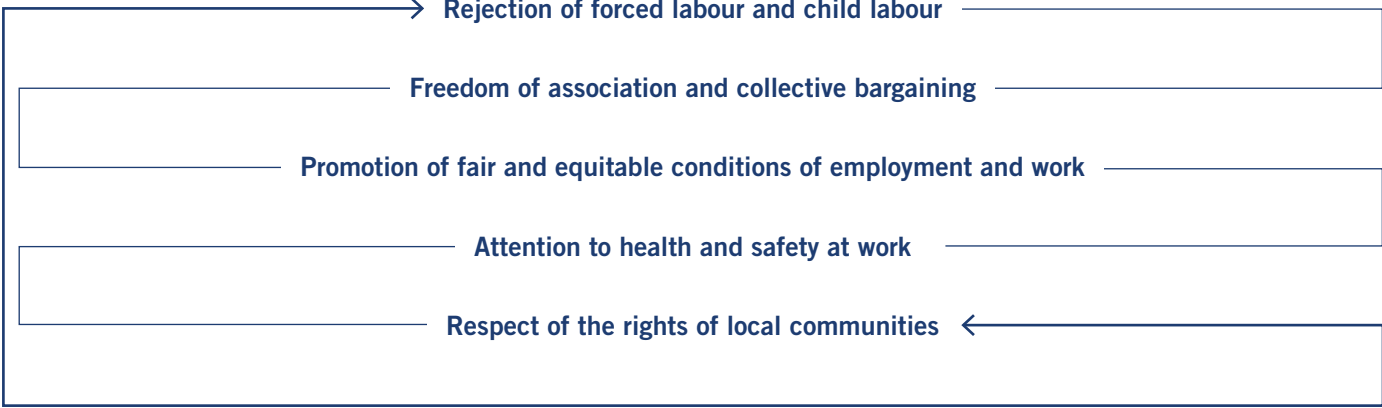 Rejection of forced labour and child labour
Freedom of association and collective bargaining
Promotion of fair and equitable conditions of employment and work
Attention to health and safety at work
Respect of the rights of local communities